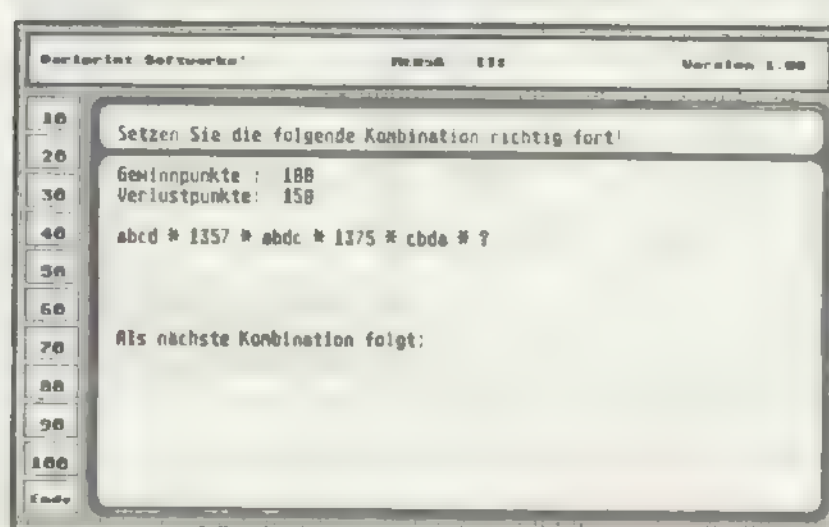 Version 1.00
10
20
30
40
50
60
70
80
90
100
Ende
Setzen Sie die folgende Kombination richtig fort!
Gewinnpunkte : 100
Verlustpunkte: 150
abcd * 1357 * abdc * 1375 * cbda * ?
Als nächste Kombination folgt: